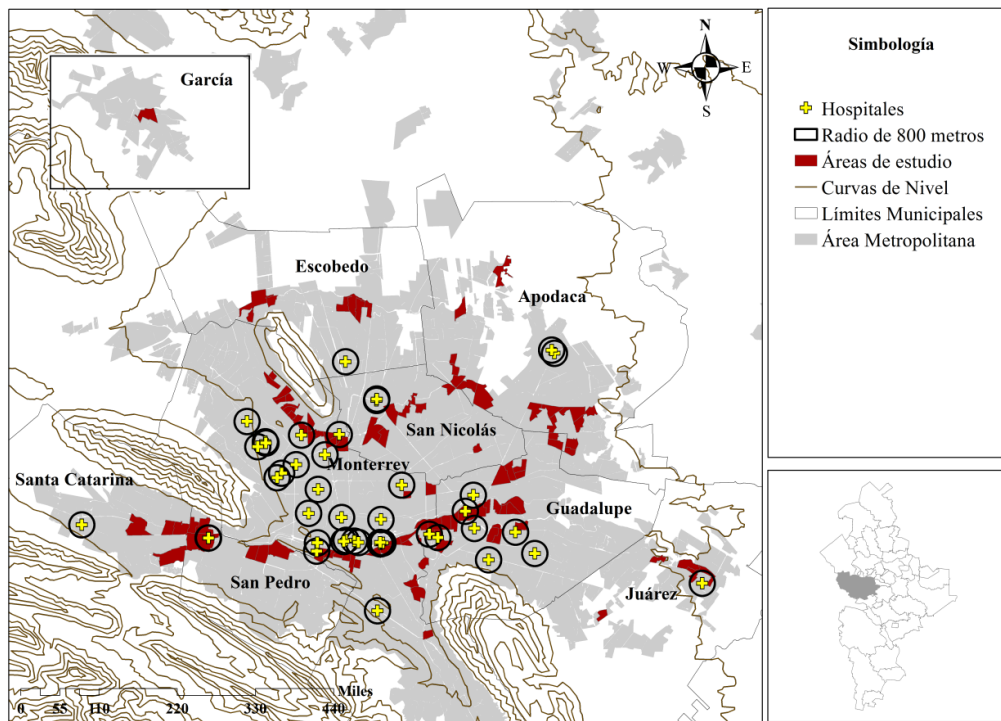 García
N
W
E
S
Escobedo
Apodaca
San Nicolás
Monterrey
Santa Catarina
Guadalupe
San Pedro
Juárez
Miles
0 55 110 220 330 440
Simbología
Hospitales
Radio de 800 metros
Áreas de estudio
Curvas de Nivel
Límites Municipales
Área Metropolitana